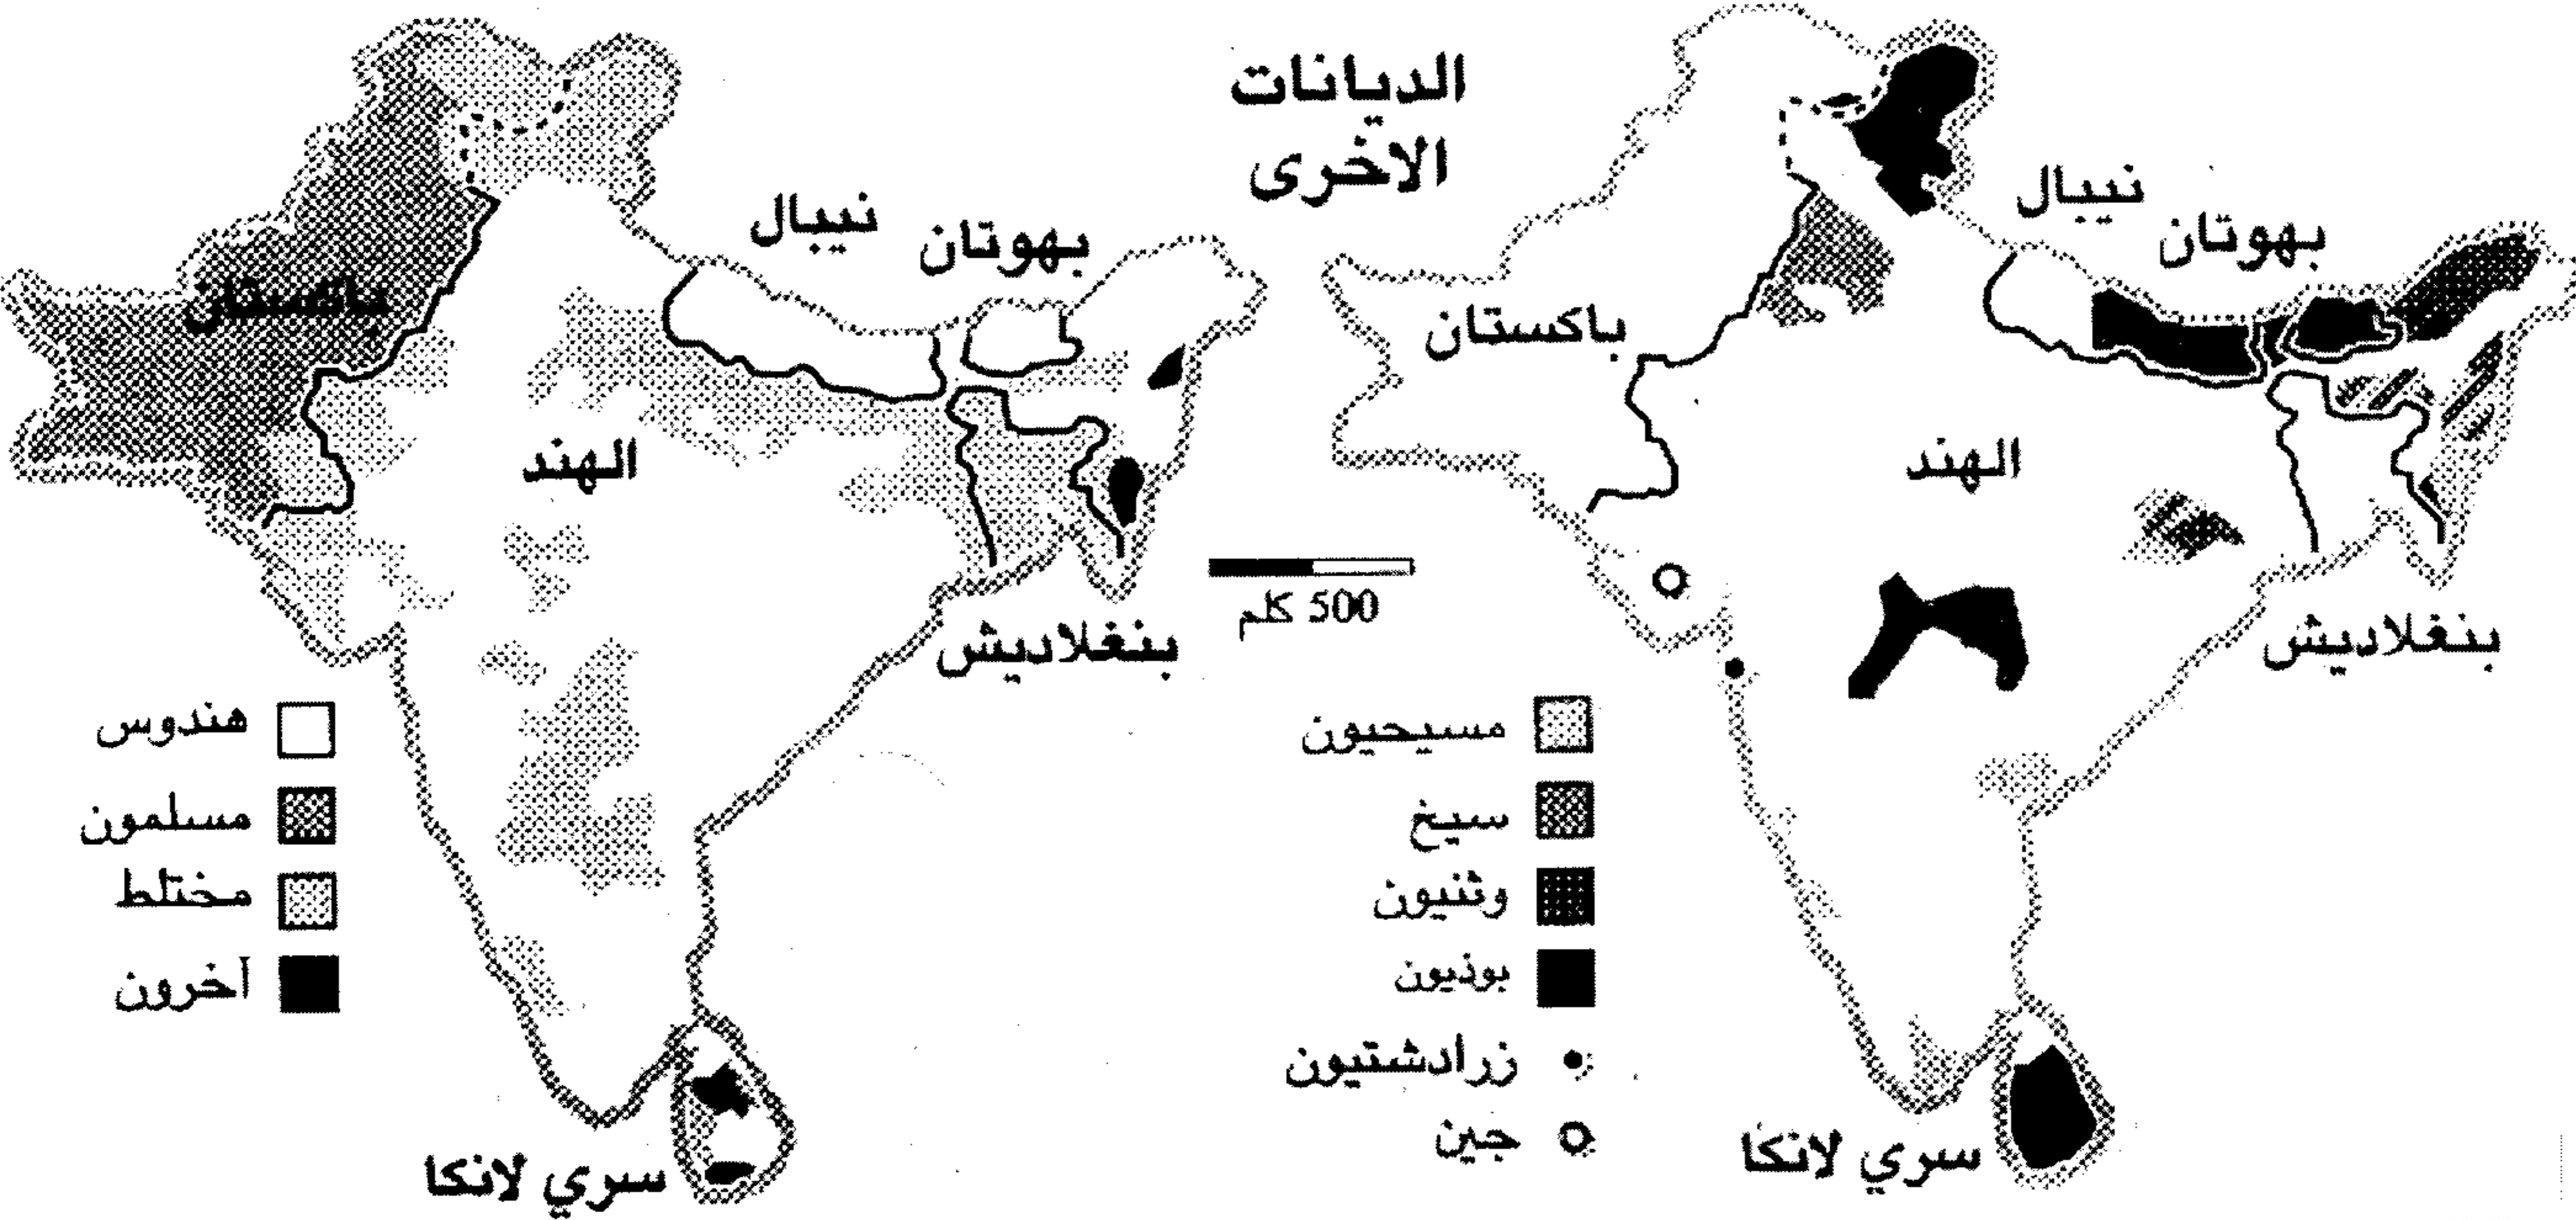 الديانات
الاخرى
نيبال
بهوتان
باكستان
الهند
بنغلاديش
سري لانكا
هندوس
مسلمون
مختلط
آخرون
500 كلم
نيبال
بهوتان
باكستان
الهند
بنغلاديش
سري لانكا
مسيحيون
سيخ
وثنيون
بوذيون
زرادشتيون
جين